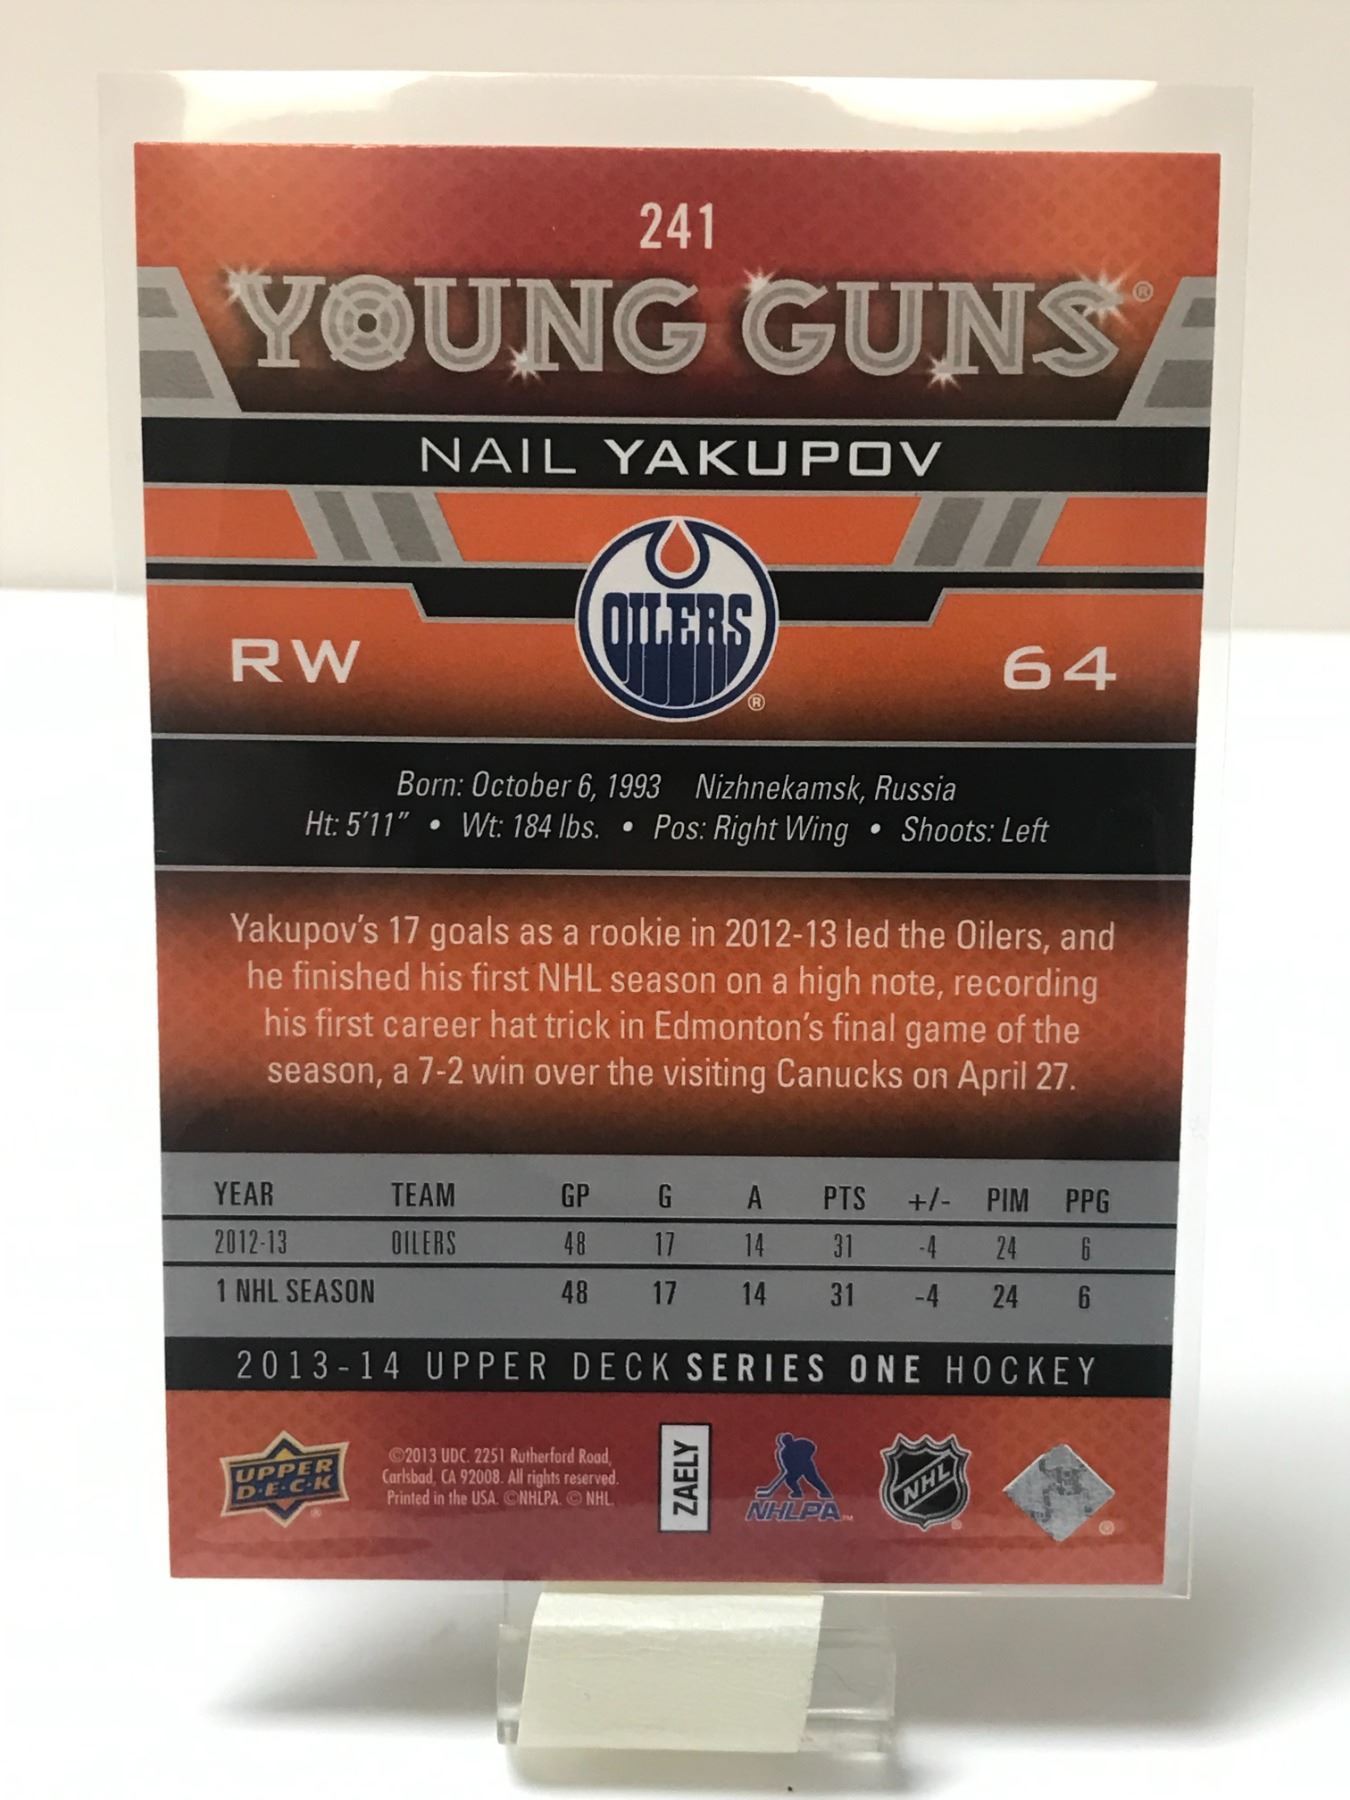 241
YOUNG GUNS®
NAIL YAKUPOV
OILERS
®
RW
64
Born: October 6, 1993 Nizhnekamsk, Russia
Ht: 5'11" • Wt: 184 lbs. • Pos: Right Wing • Shoots: Left
Yakupov's 17 goals as a rookie in 2012-13 led the Oilers, and
he finished his first NHL season on a high note, recording
his first career hat trick in Edmonton's final game of the
season, a 7-2 win over the visiting Canucks on April 27.
YEAR TEAM GP G A PTS +/- PIM PPG
2012-13 OILERS 48 17 14 31 -4 24 6
1 NHL SEASON 48 17 14 31 -4 24 6
2013-14 UPPER DECK SERIES ONE HOCKEY
UPPER
D·E·C·K
®
©2013 UDC. 2251 Rutherford Road,
Carlsbad, CA 92008. All rights reserved.
Printed in the USA. ©NHLPA. © NHL.
ZAELY
NHLPA™
NHL
®
®